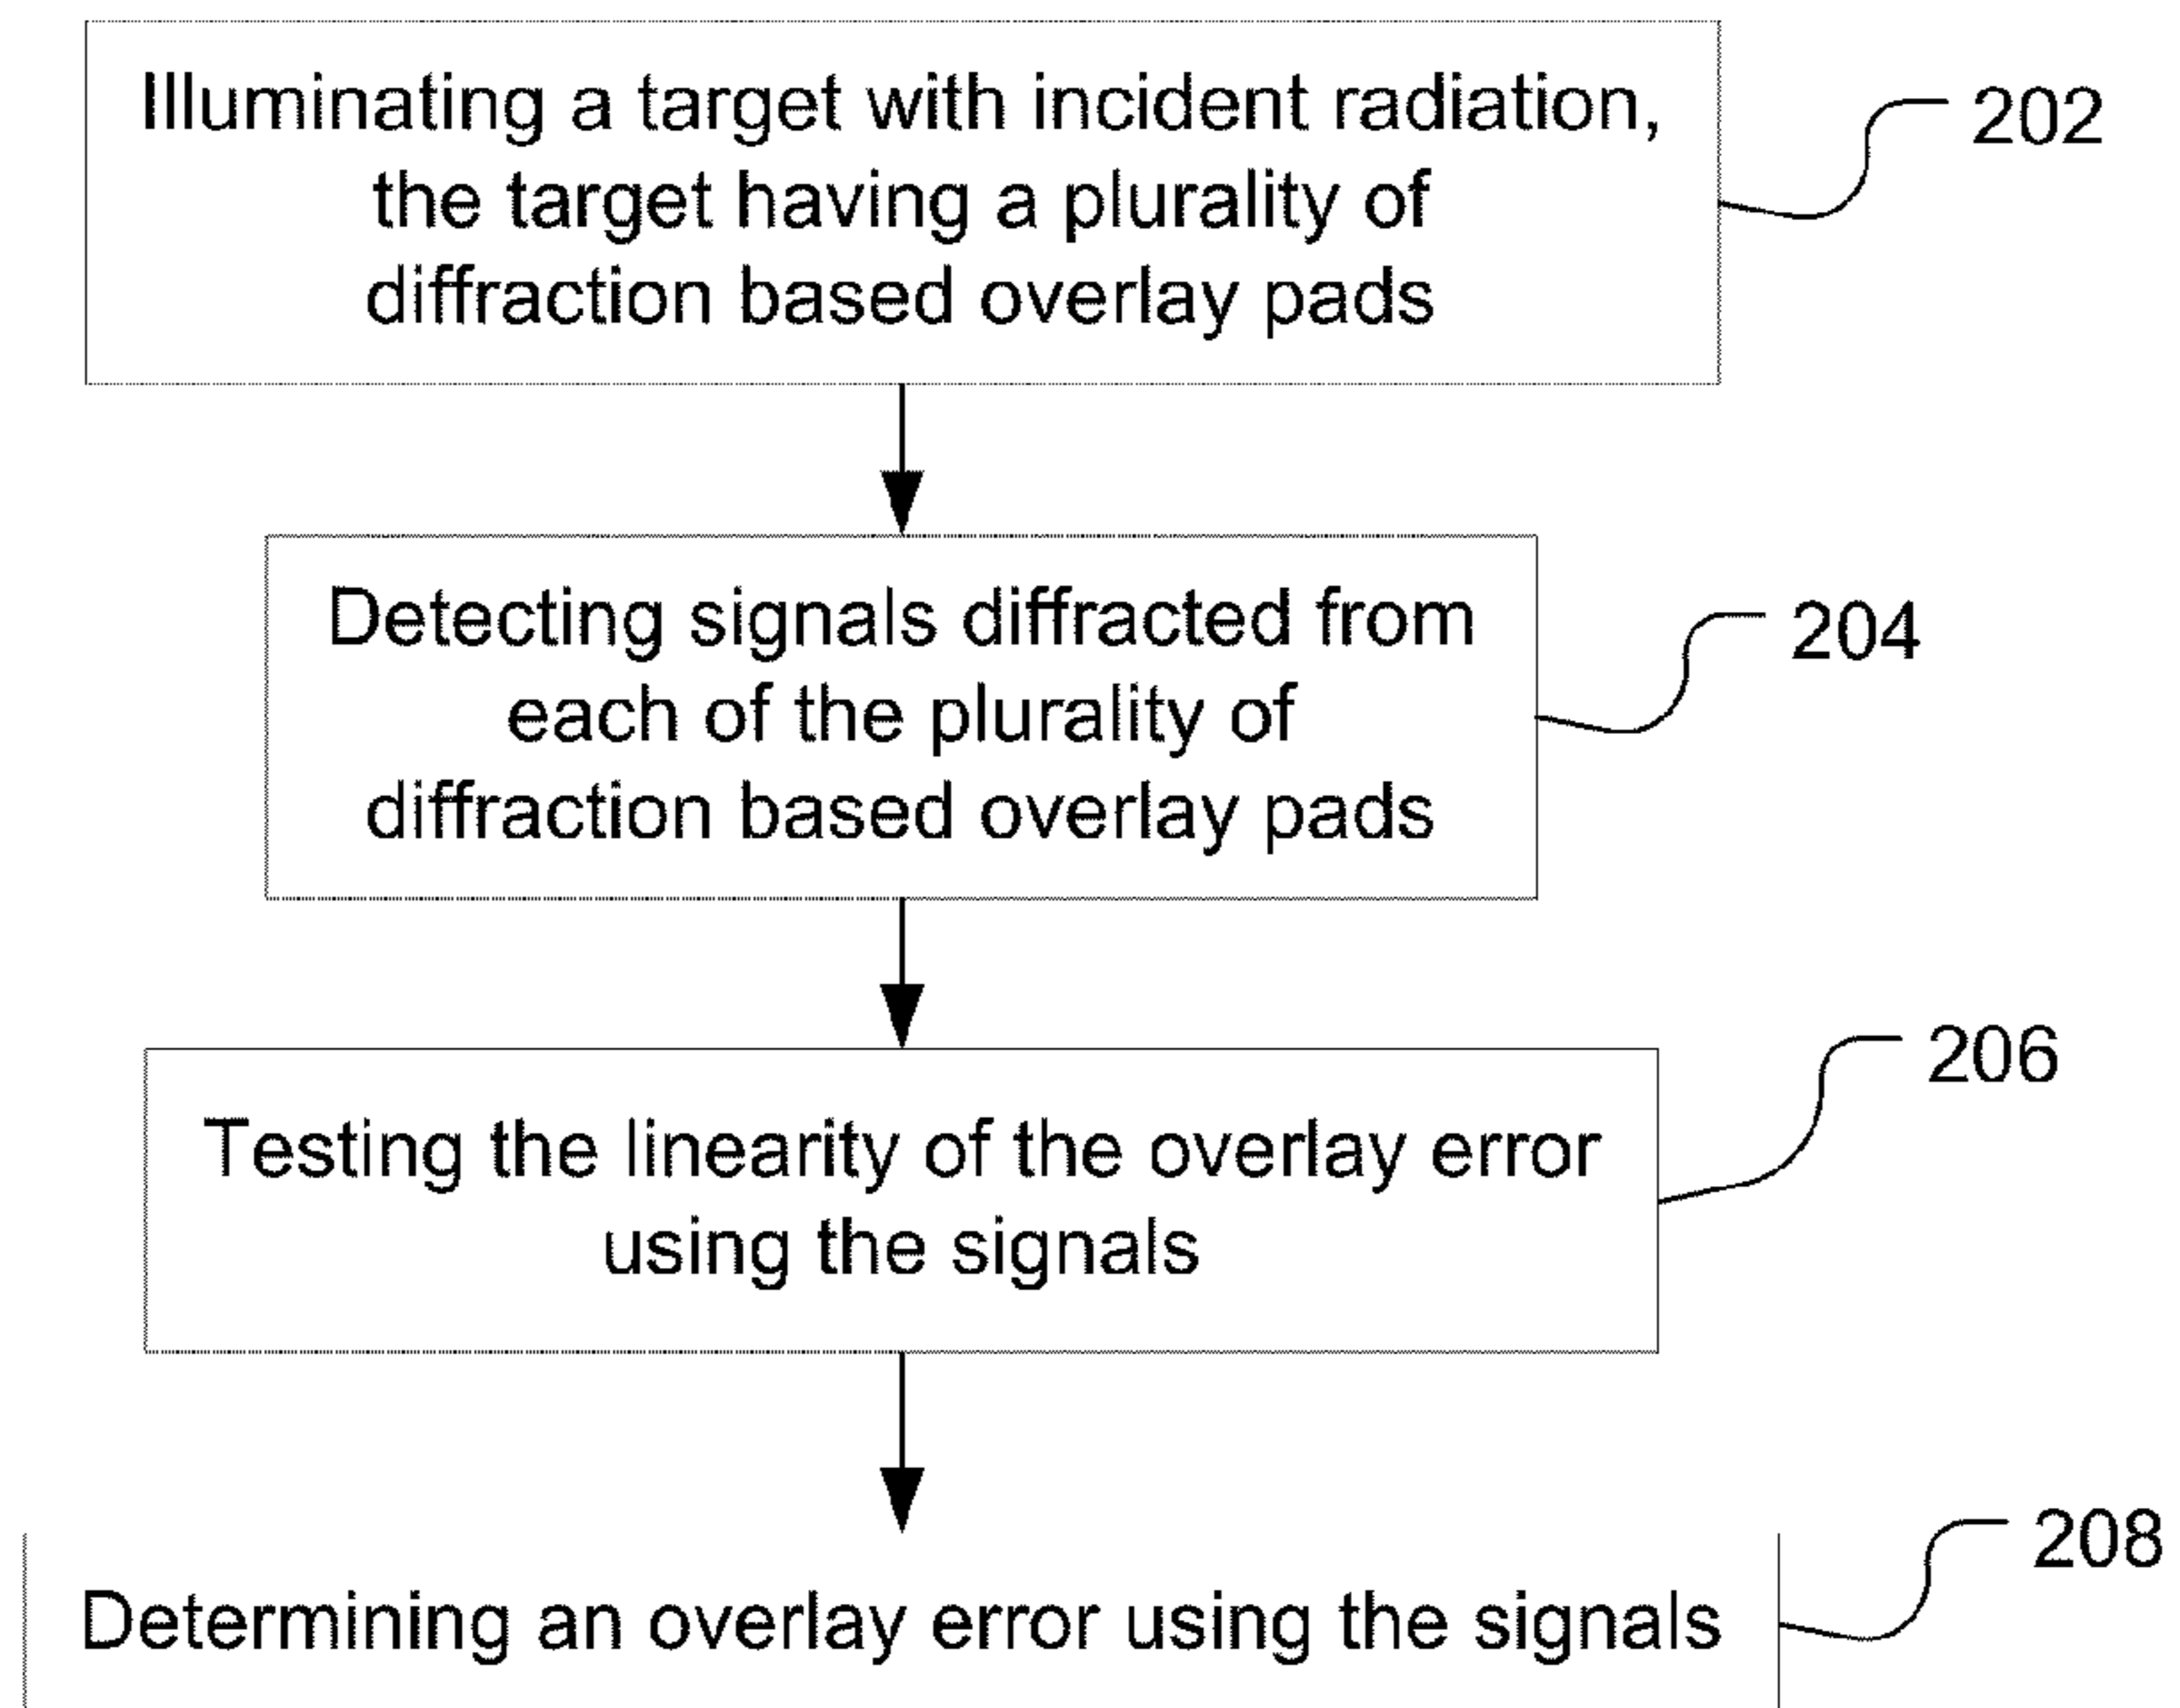 Illuminating a target with incident radiation,
the target having a plurality of
diffraction based overlay pads
202
Detecting signals diffracted from
each of the plurality of
diffraction based overlay pads
204
Testing the linearity of the overlay error
using the signals
206
Determining an overlay error using the signals
208